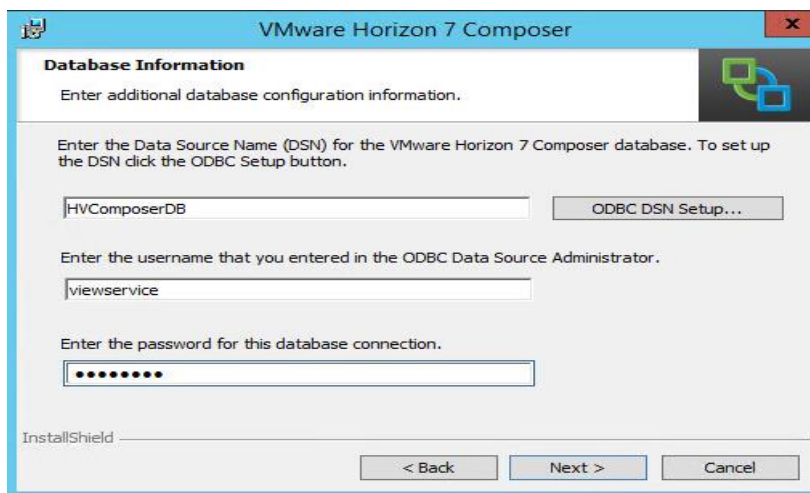 VMware Horizon 7 Composer
x
Database Information
Enter additional database configuration information.
Enter the Data Source Name (DSN) for the VMware Horizon 7 Composer database. To set up
the DSN click the ODBC Setup button.
HVComposerDB
ODBC DSN Setup...
Enter the username that you entered in the ODBC Data Source Administrator.
viewservice
Enter the password for this database connection.
••••••••
InstallShield
< Back
Next >
Cancel